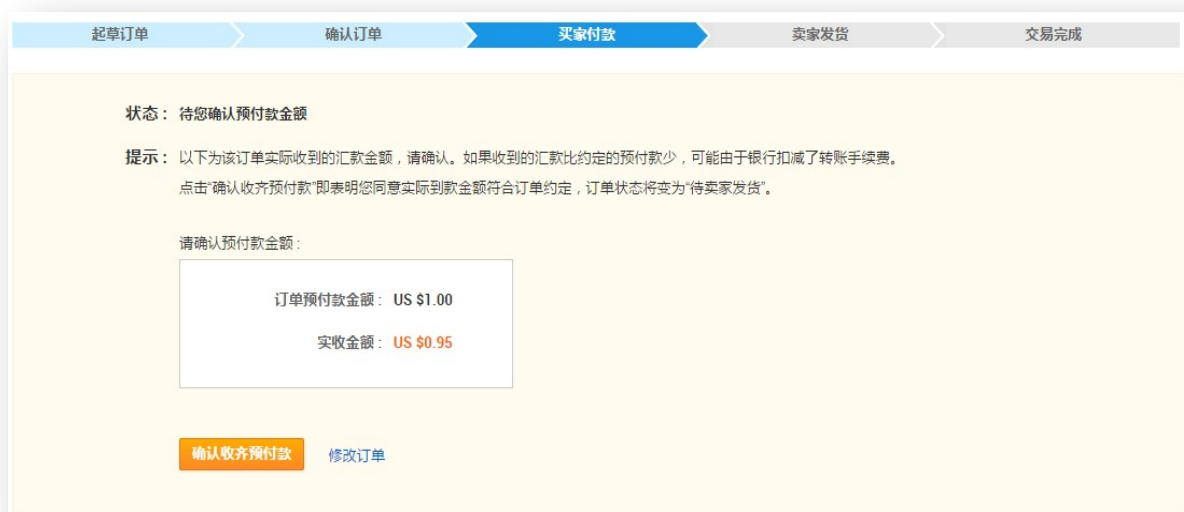 起草订单 确认订单 买家付款 卖家发货 交易完成
状态： 待您确认预付款金额
提示： 以下为该订单实际收到的汇款金额，请确认。如果收到的汇款比约定的预付款少，可能由于银行扣减了转账手续费。
点击“确认收齐预付款”即表明您同意实际到款金额符合订单约定，订单状态将变为“待卖家发货”。
请确认预付款金额：
订单预付款金额： US $1.00
实收金额： US $0.95
确认收齐预付款 修改订单